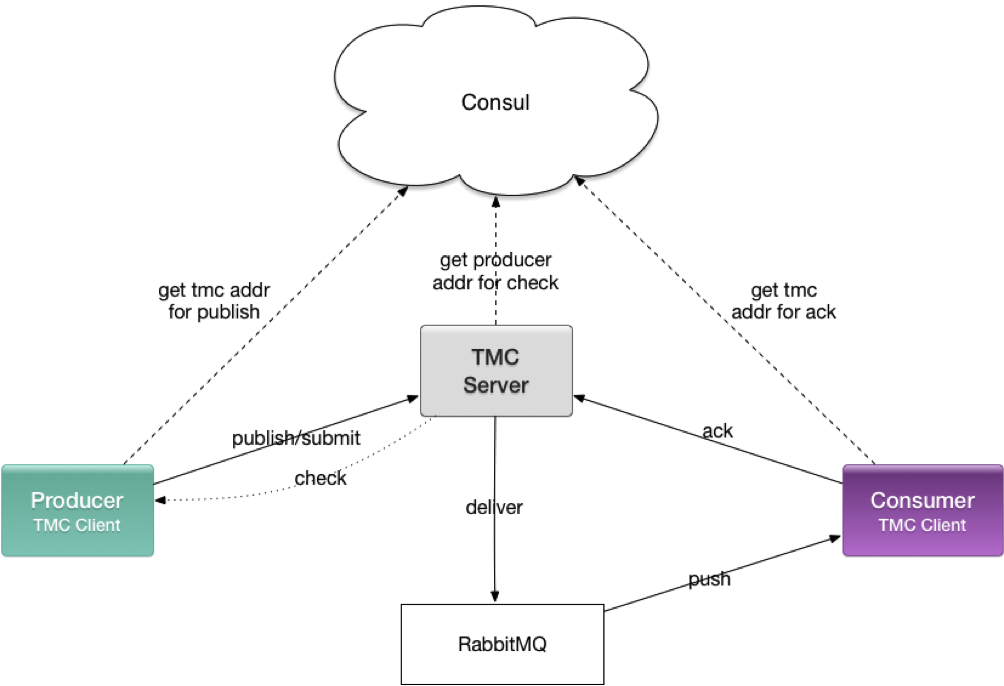 Consul
get producer
addr for check
get tmc addr
for publish
get tmc
addr for ack
TMC
Server
publish/submit
ack
check
Producer
TMC Client
deliver
Consumer
TMC Client
push
RabbitMQ